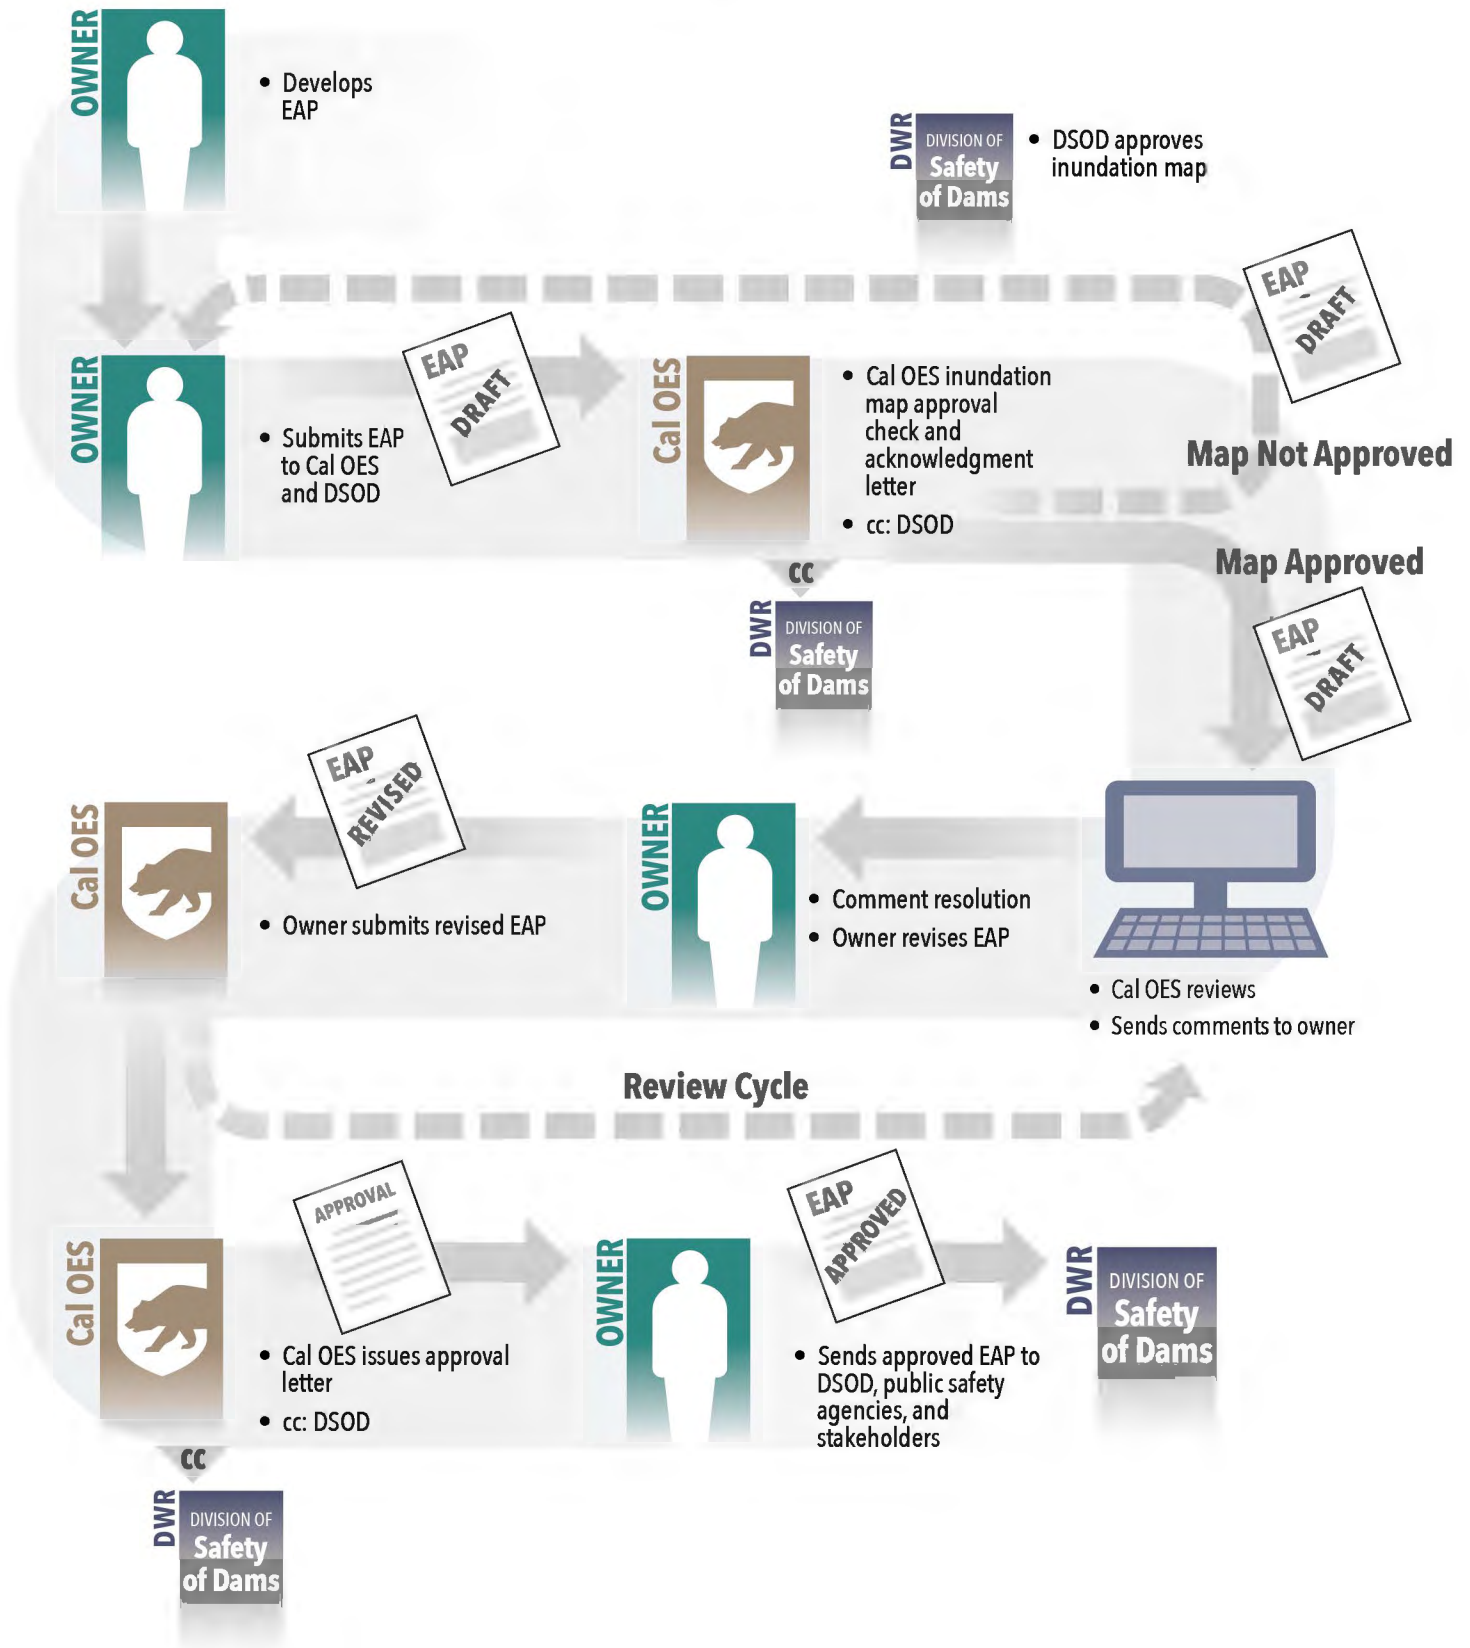 OWNER
• Develops
EAP
DWR
DIVISION OF
Safety
of Dams
• DSOD approves
inundation map
EAP
DRAFT
OWNER
• Submits EAP
to Cal OES
and DSOD
EAP
DRAFT
Cal OES
• Cal OES inundation
map approval
check and
acknowledgment
letter
• cc: DSOD
Map Not Approved
Map Approved
CC
DWR
DIVISION OF
Safety
of Dams
EAP
DRAFT
Cal OES
EAP
REVISED
• Owner submits revised EAP
OWNER
• Comment resolution
• Owner revises EAP
• Cal OES reviews
• Sends comments to owner
Review Cycle
Cal OES
APPROVAL
• Cal OES issues approval
letter
• cc: DSOD
OWNER
EAP
APPROVED
• Sends approved EAP to
DSOD, public safety
agencies, and
stakeholders
DWR
DIVISION OF
Safety
of Dams
CC
DWR
DIVISION OF
Safety
of Dams